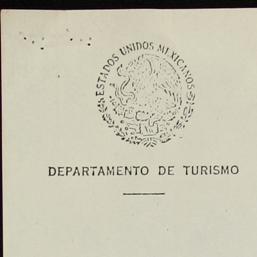 ESTADOS UNIDOS MEXICANOS
DEPARTAMENTO DE TURISMO